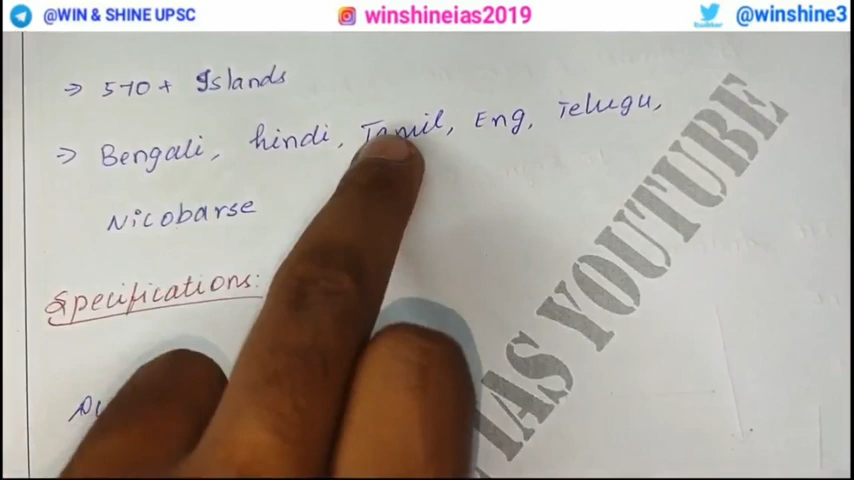 @WIN & SHINE UPSC winshineias2019 @winshine3
→ 570+ Islands
→ Bengali, hindi, Tamil, Eng, Telugu,
Nicobarse
Specifications:
IAS YOUTUBE